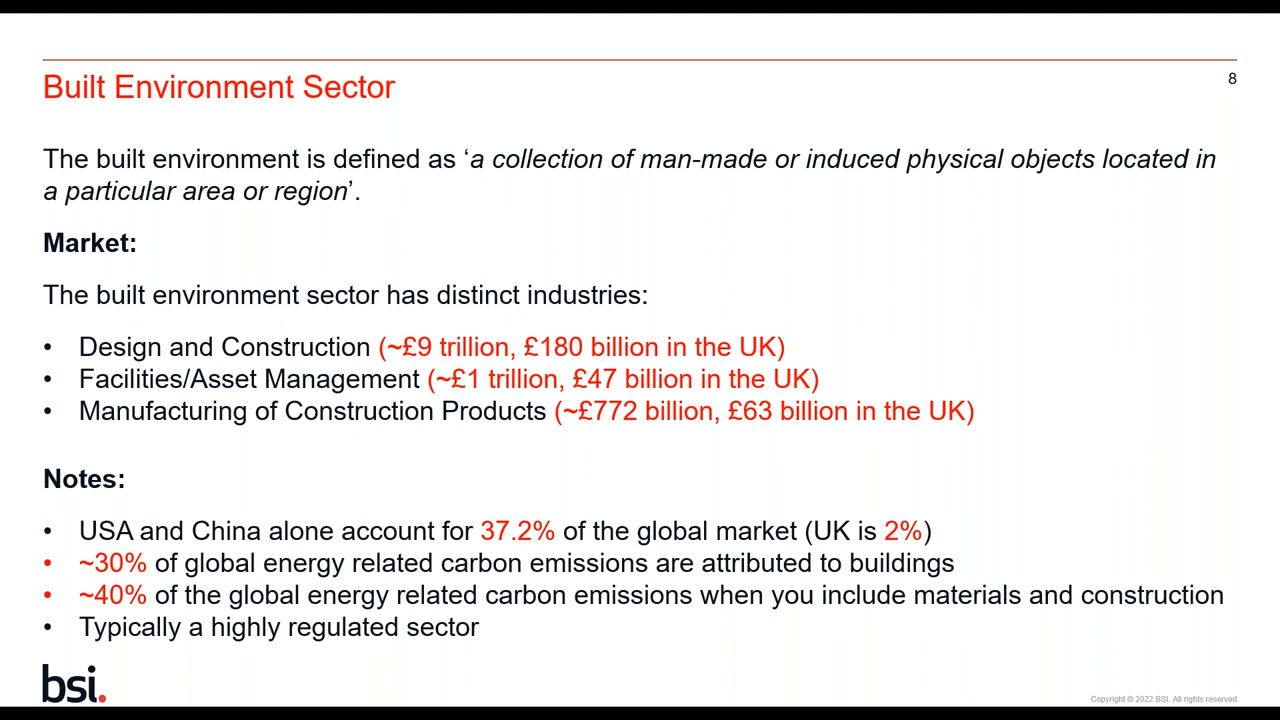 8
Built Environment Sector
The built environment is defined as ‘a collection of man-made or induced physical objects located in
a particular area or region’.
Market:
The built environment sector has distinct industries:
• Design and Construction (~£9 trillion, £180 billion in the UK)
• Facilities/Asset Management (~£1 trillion, £47 billion in the UK)
• Manufacturing of Construction Products (~£772 billion, £63 billion in the UK)
Notes:
• USA and China alone account for 37.2% of the global market (UK is 2%)
• ~30% of global energy related carbon emissions are attributed to buildings
• ~40% of the global energy related carbon emissions when you include materials and construction
• Typically a highly regulated sector
bsi.
Copyright © 2022 BSI. All rights reserved